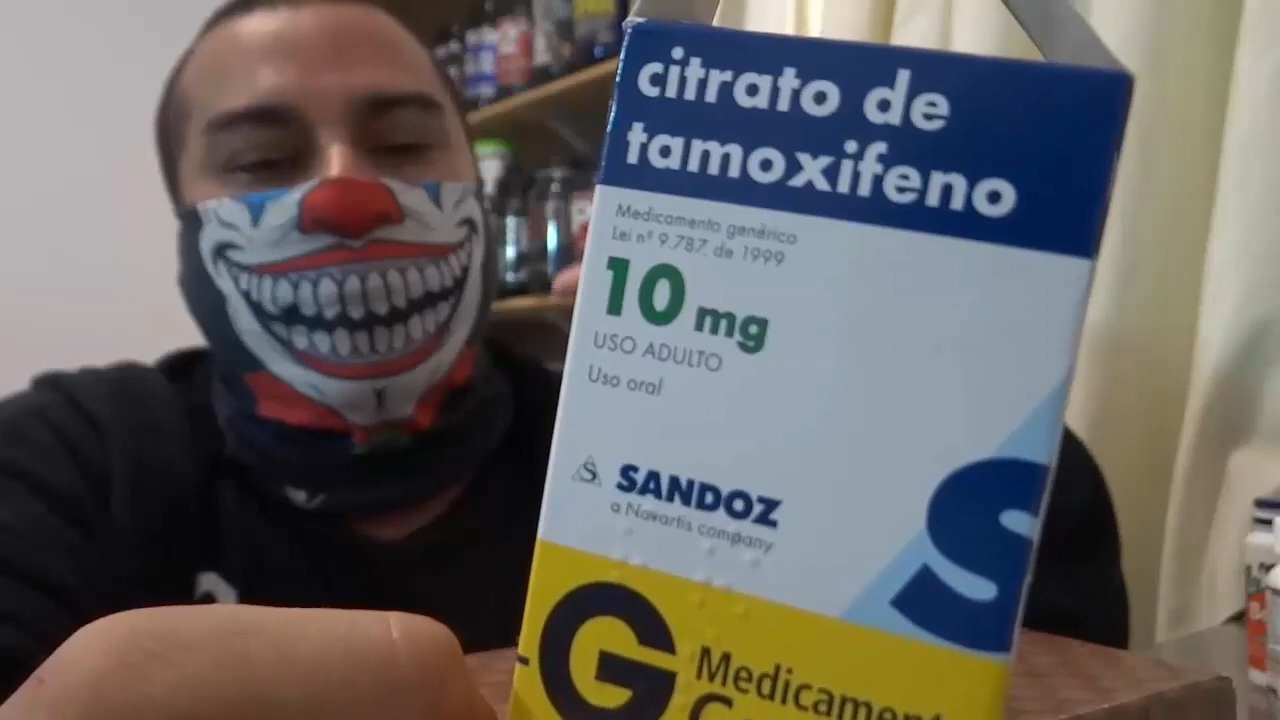 citrato de
tamoxifeno
Medicamento genérico
Lei nº 9.787, de 1999
10 mg
USO ADULTO
Uso oral
S
SANDOZ
a Novartis company
S
G